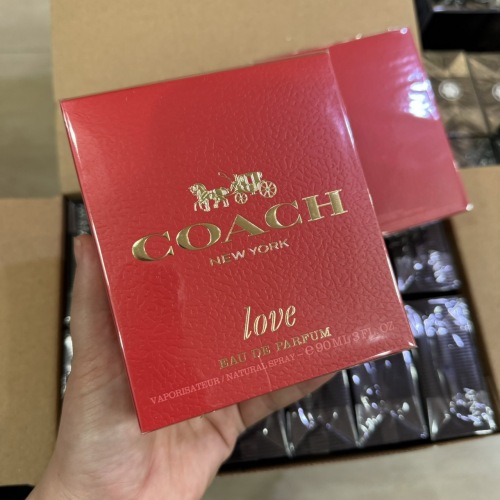 COACH
NEW YORK
love
EAU DE PARFUM
VAPORISATEUR / NATURAL SPRAY - ℮ 90 ML / 3 FL OZ